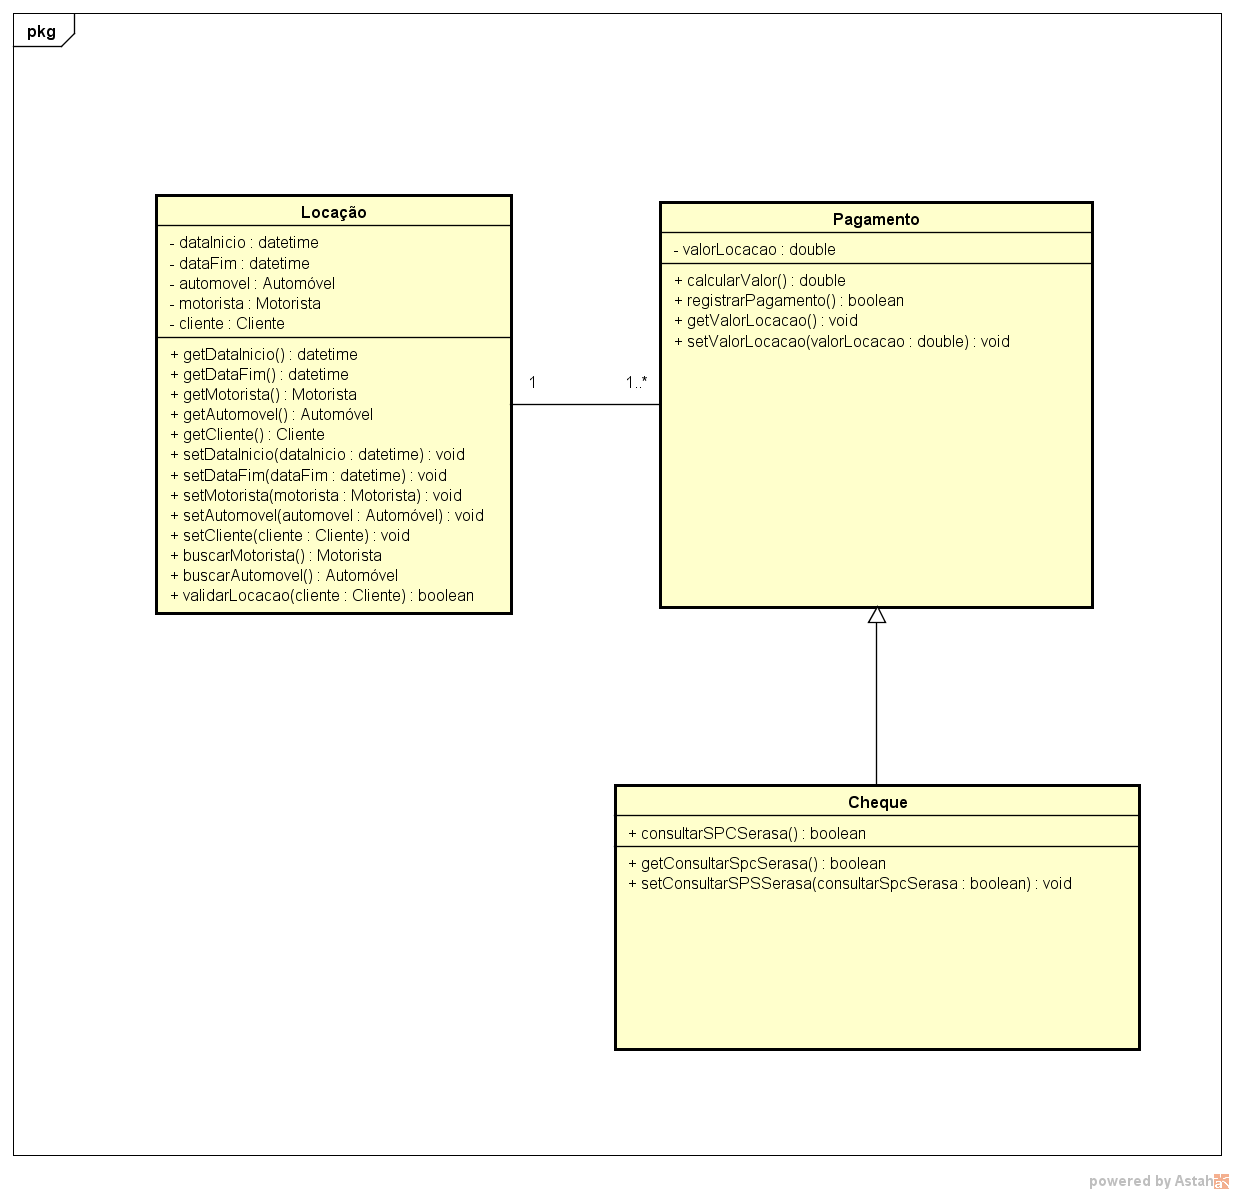 pkg
Locação
- dataInicio : datetime
- dataFim : datetime
- automovel : Automóvel
- motorista : Motorista
- cliente : Cliente
+ getDataInicio() : datetime
+ getDataFim() : datetime
+ getMotorista() : Motorista
+ getAutomovel() : Automóvel
+ getCliente() : Cliente
+ setDataInicio(dataInicio : datetime) : void
+ setDataFim(dataFim : datetime) : void
+ setMotorista(motorista : Motorista) : void
+ setAutomovel(automovel : Automóvel) : void
+ setCliente(cliente : Cliente) : void
+ buscarMotorista() : Motorista
+ buscarAutomovel() : Automóvel
+ validarLocacao(cliente : Cliente) : boolean
1
1..*
Pagamento
- valorLocacao : double
+ calcularValor() : double
+ registrarPagamento() : boolean
+ getValorLocacao() : void
+ setValorLocacao(valorLocacao : double) : void
Cheque
+ consultarSPCSerasa() : boolean
+ getConsultarSpcSerasa() : boolean
+ setConsultarSPSSerasa(consultarSpcSerasa : boolean) : void
powered by Astah